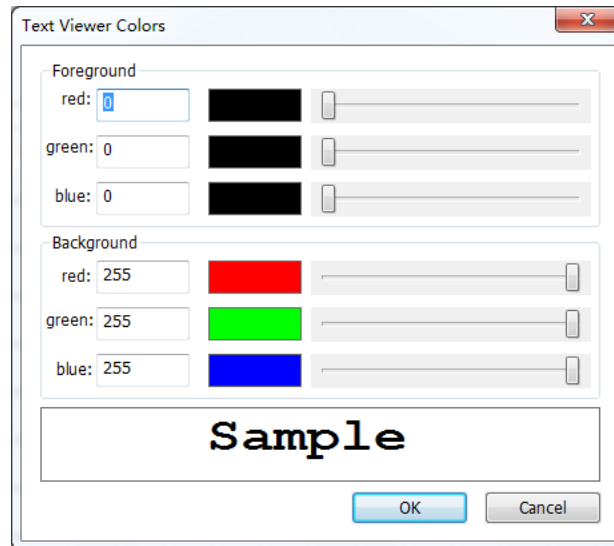 Text Viewer Colors
Foreground
red: 0
green: 0
blue: 0
Background
red: 255
green: 255
blue: 255
Sample
OK Cancel